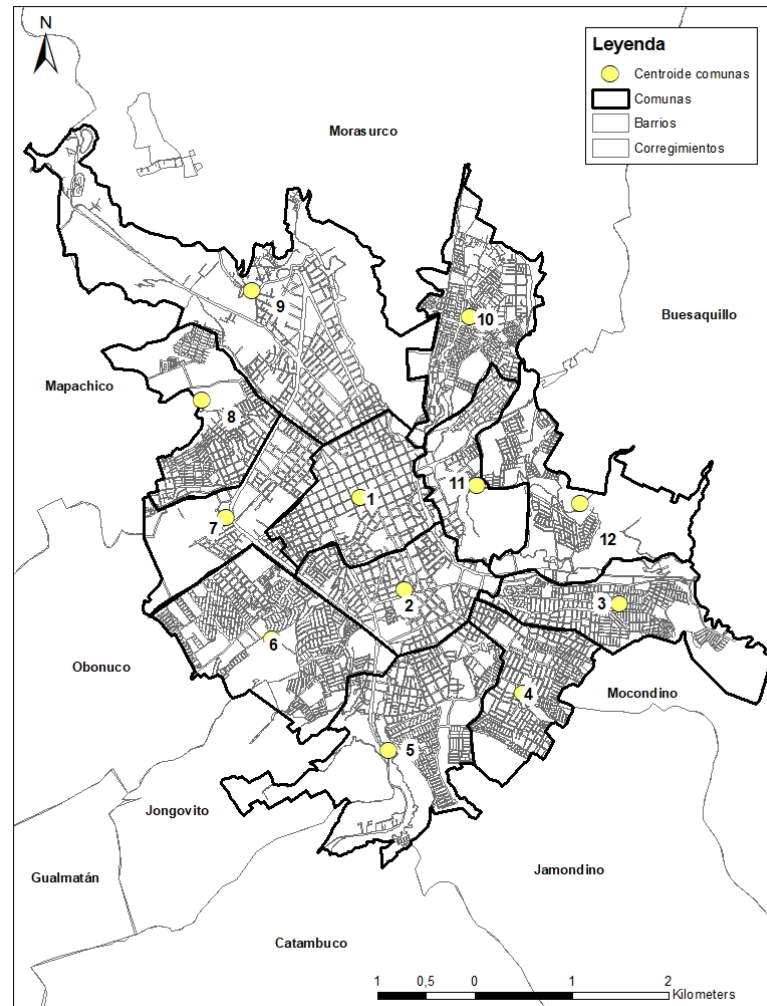 N
Leyenda
Centroide comunas
Comunas
Barrios
Corregimientos
Morasurco
9
10
Buesaquillo
Mapachico
8
11
1
12
7
2
3
6
Obonuco
4
Mocondino
5
Jongovito
Gualmatán
Jamondino
Catambuco
1 0,5 0 1 2
Kilometers